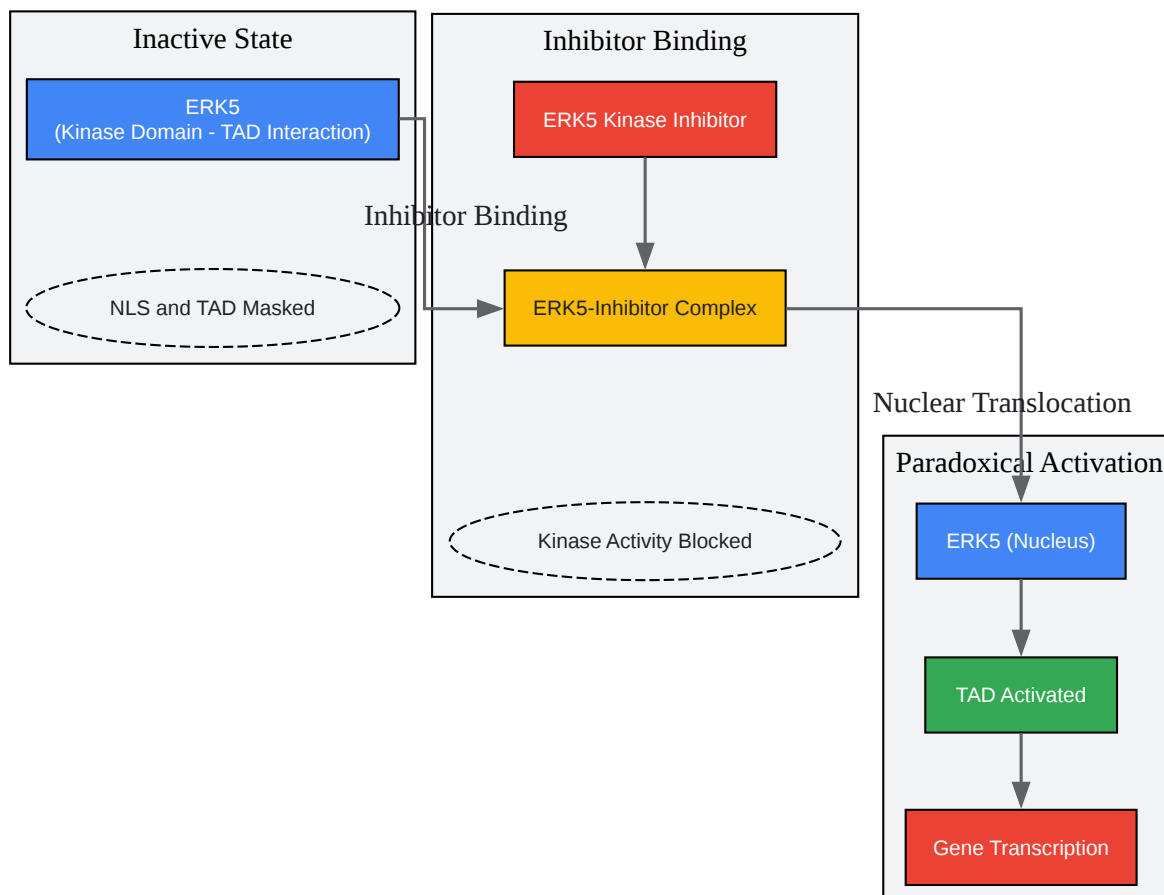 Inactive State
ERK5
(Kinase Domain - TAD Interaction)
NLS and TAD Masked
Inhibitor Binding
Inhibitor Binding
ERK5 Kinase Inhibitor
ERK5-Inhibitor Complex
Kinase Activity Blocked
Nuclear Translocation
Paradoxical Activation
ERK5 (Nucleus)
TAD Activated
Gene Transcription